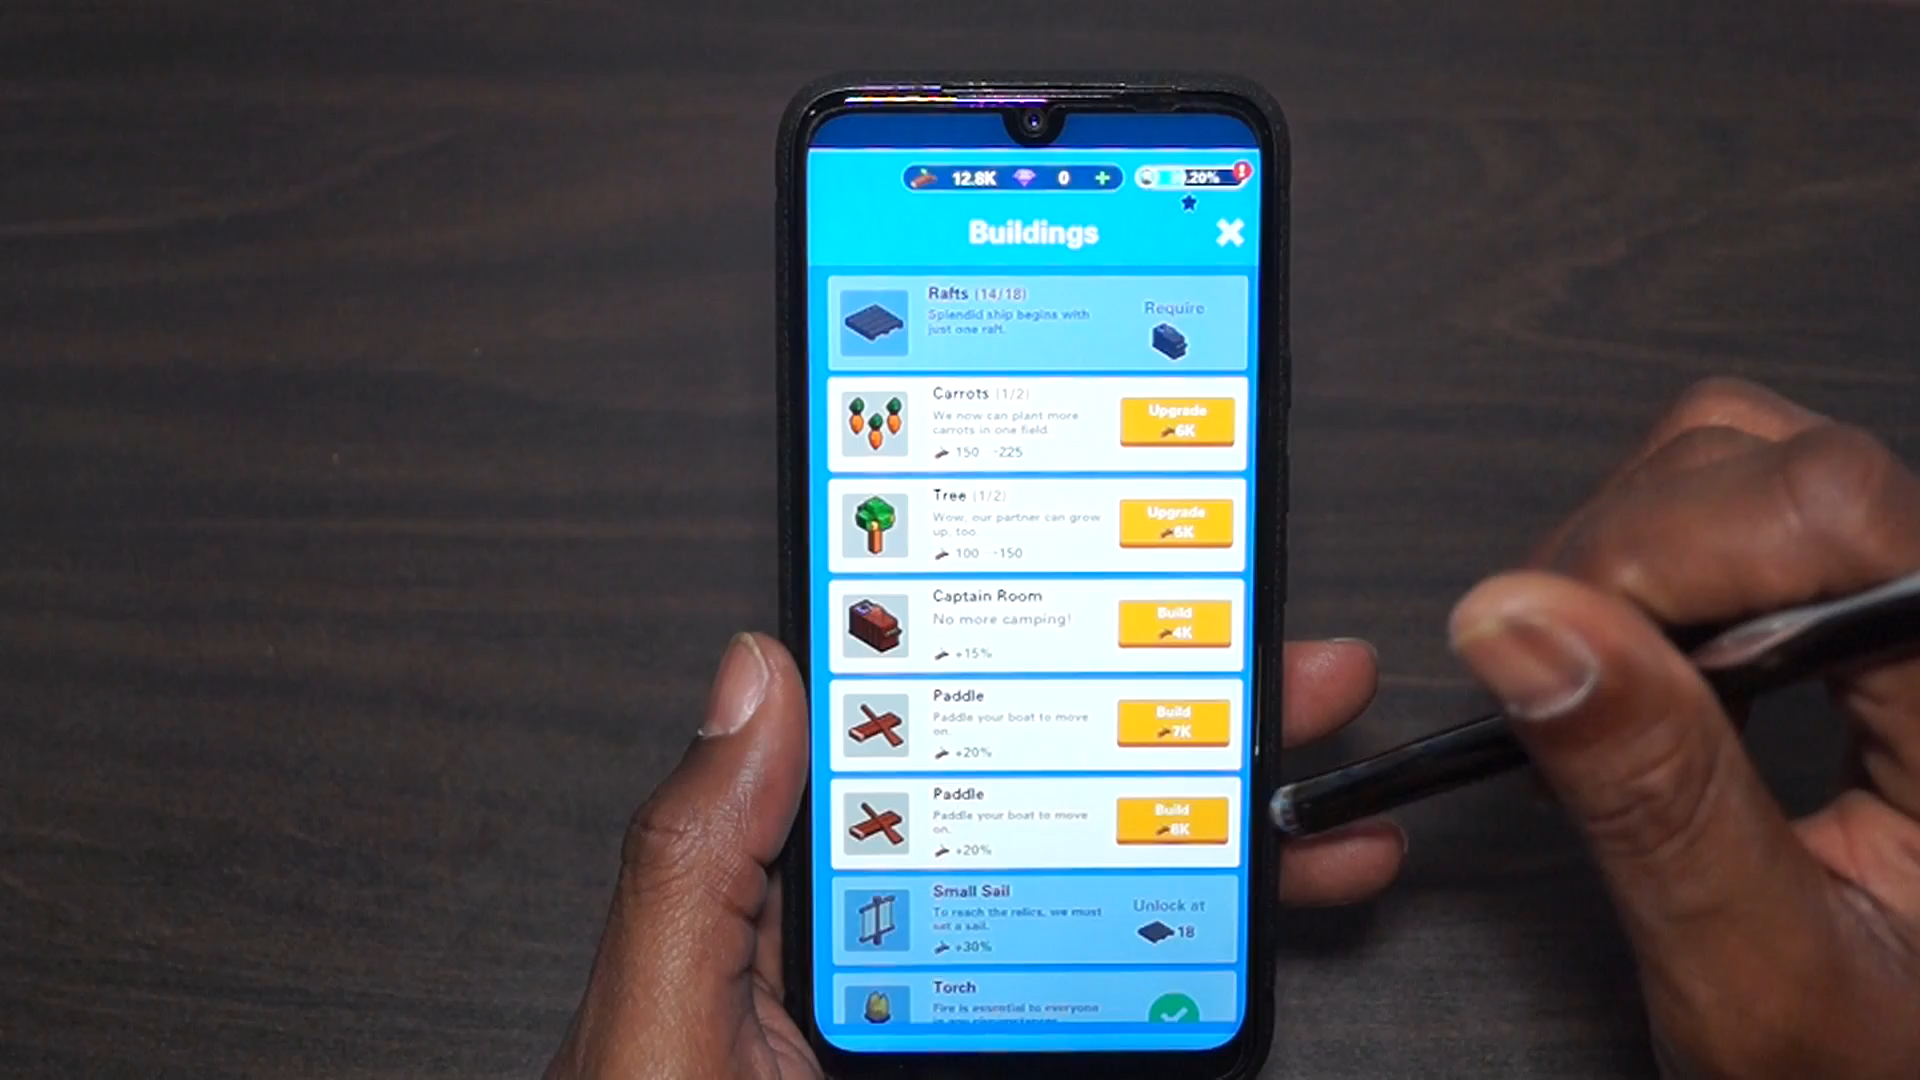 12.8K 0 +
20%
Buildings
Rafts (14/18)
Splendid ship begins with
just one raft.
Require
Carrots (1/2)
We now can plant more
carrots in one field.
150 →225
Upgrade
6K
Tree (1/2)
Wow, our partner can grow
up, too.
100 →150
Upgrade
Captain Room
No more camping!
+15%
Build
4K
Paddle
Paddle your boat to move
on.
+20%
Build
7K
Paddle
Paddle your boat to move
on.
+20%
Build
Small Sail
To reach the relics, we must
set a sail.
+30%
Unlock at
18
Torch
Fire is essential to everyone
in any circumstances.